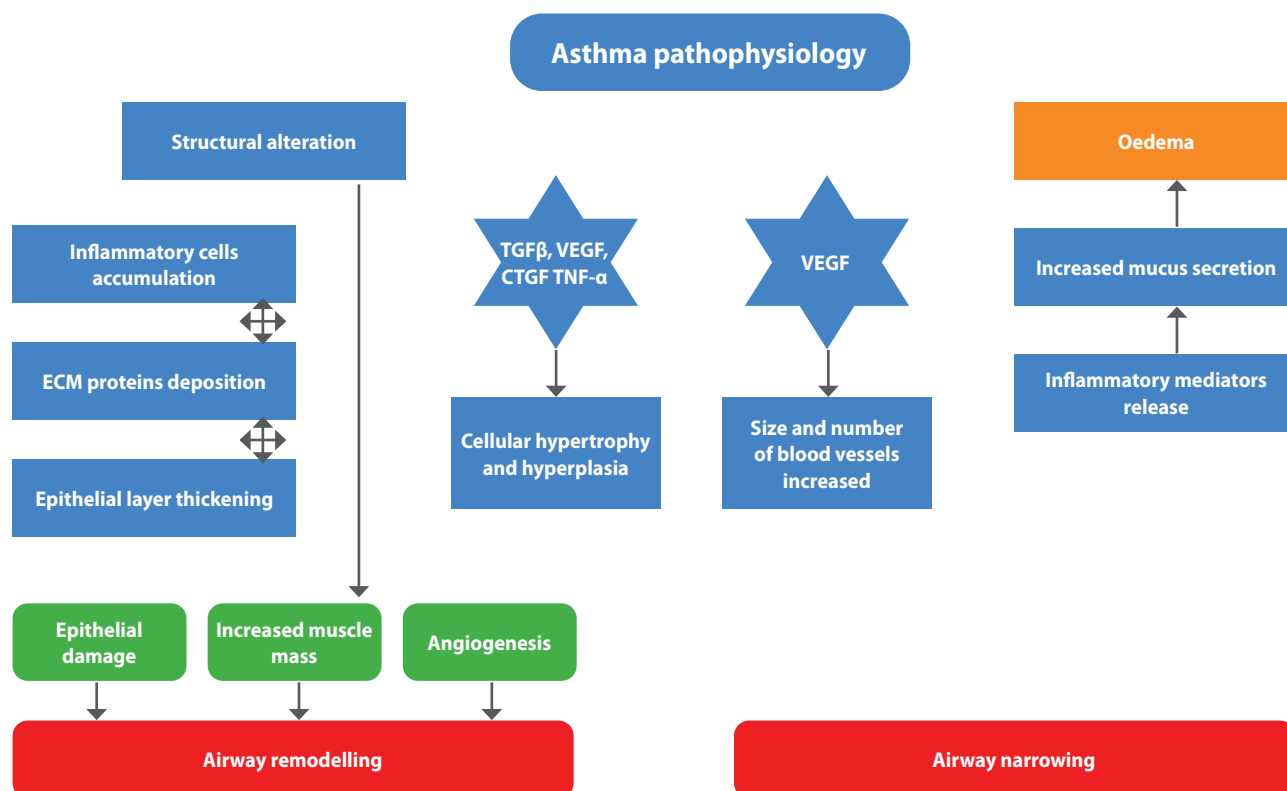 Asthma pathophysiology
Structural alteration
Oedema
Inflammatory cells
accumulation
TGFβ, VEGF,
CTGF TNF-α
VEGF
Increased mucus secretion
ECM proteins deposition
Inflammatory mediators
release
Cellular hypertrophy
and hyperplasia
Size and number
of blood vessels
increased
Epithelial layer thickening
Epithelial
damage
Increased muscle
mass
Angiogenesis
Airway remodelling
Airway narrowing